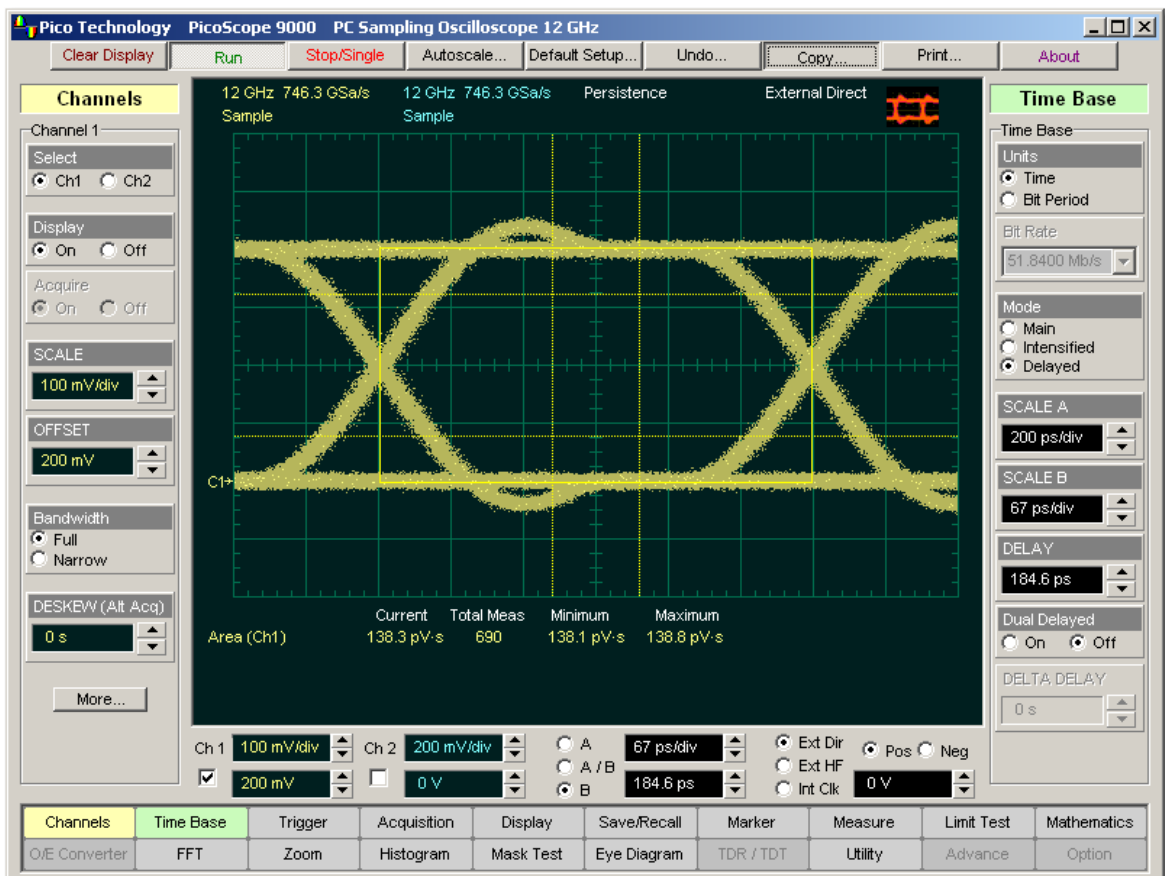 Pico Technology PicoScope 9000 PC Sampling Oscilloscope 12 GHz
Clear Display Run Stop/Single Autoscale... Default Setup... Undo... Copy... Print... About
Channels
Channel 1
Select
Ch1 Ch2
Display
On Off
Acquire
On Off
SCALE
100 mV/div
OFFSET
200 mV
Bandwidth
Full
Narrow
DESKEW (Alt Acq)
0 s
More...
12 GHz 746.3 GSa/s 12 GHz 746.3 GSa/s Persistence External Direct
Sample Sample
C1
Current Total Meas Minimum Maximum
Area (Ch1) 138.3 pV·s 690 138.1 pV·s 138.8 pV·s
Time Base
Time Base
Units
Time
Bit Period
Bit Rate
51.8400 Mb/s
Mode
Main
Intensified
Delayed
SCALE A
200 ps/div
SCALE B
67 ps/div
DELAY
184.6 ps
Dual Delayed
On Off
DELTA DELAY
0 s
Ch 1 100 mV/div Ch 2 200 mV/div A 67 ps/div Ext Dir Pos Neg
A / B Ext HF
200 mV 0 V B 184.6 ps Int Clk 0 V
Channels Time Base Trigger Acquisition Display Save/Recall Marker Measure Limit Test Mathematics
O/E Converter FFT Zoom Histogram Mask Test Eye Diagram TDR / TDT Utility Advance Option